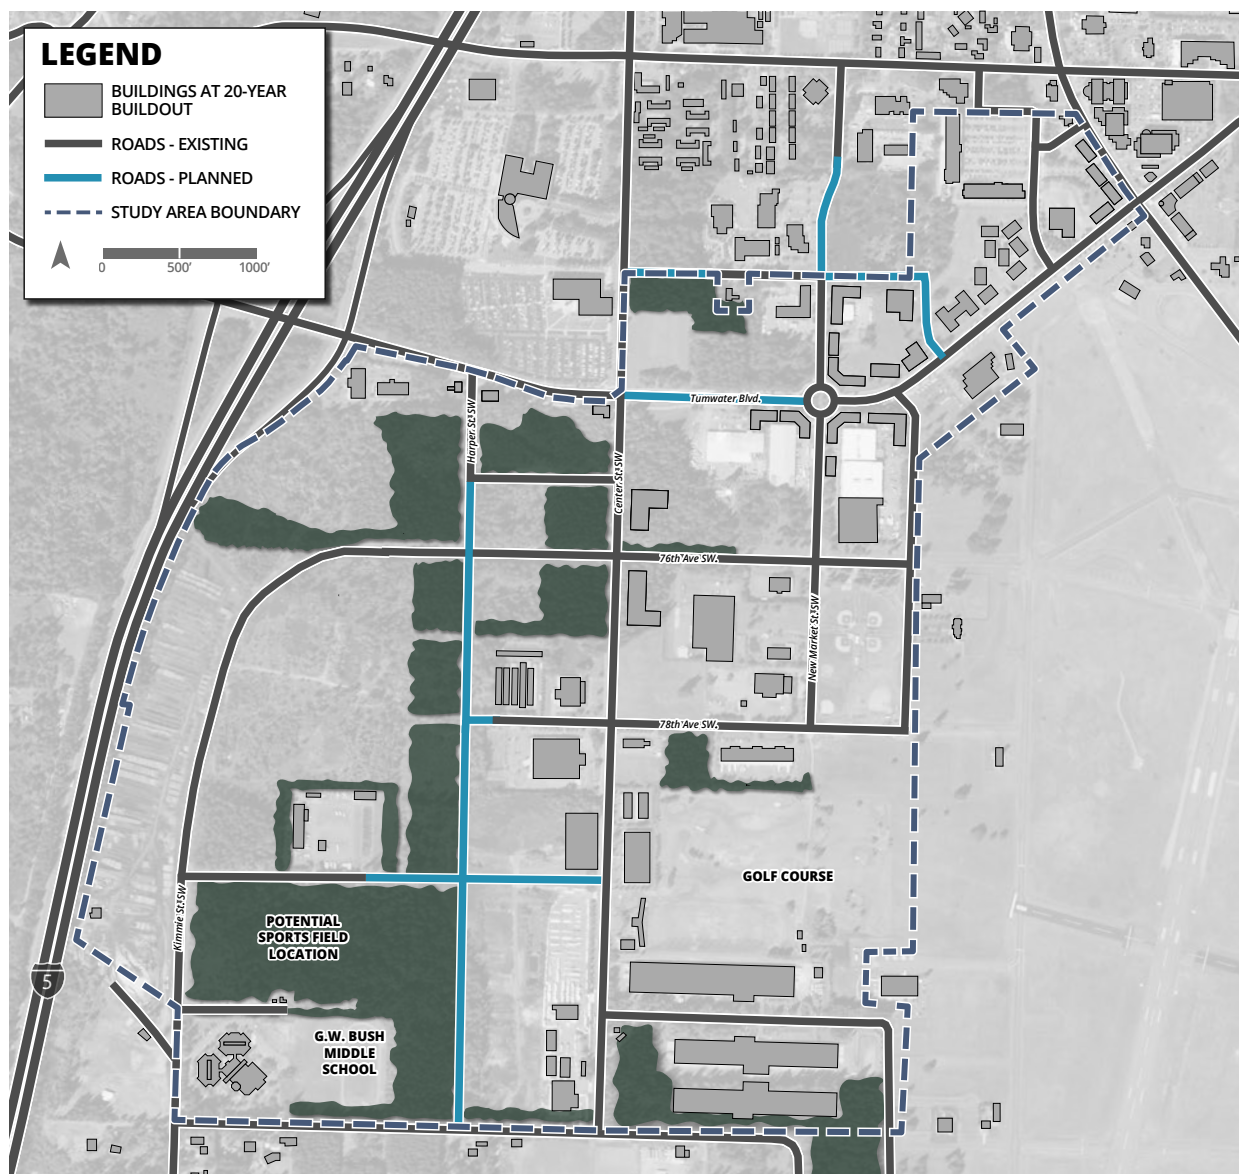 LEGEND
BUILDINGS AT 20-YEAR
BUILDOUT
ROADS - EXISTING
ROADS - PLANNED
STUDY AREA BOUNDARY
0 500' 1000'
Tumwater Blvd.
Harper St. SW
Center St. SW
76th Ave SW.
New Market St. SW
78th Ave SW.
GOLF COURSE
Kimmie St. SW
POTENTIAL
SPORTS FIELD
LOCATION
5
G.W. BUSH
MIDDLE
SCHOOL